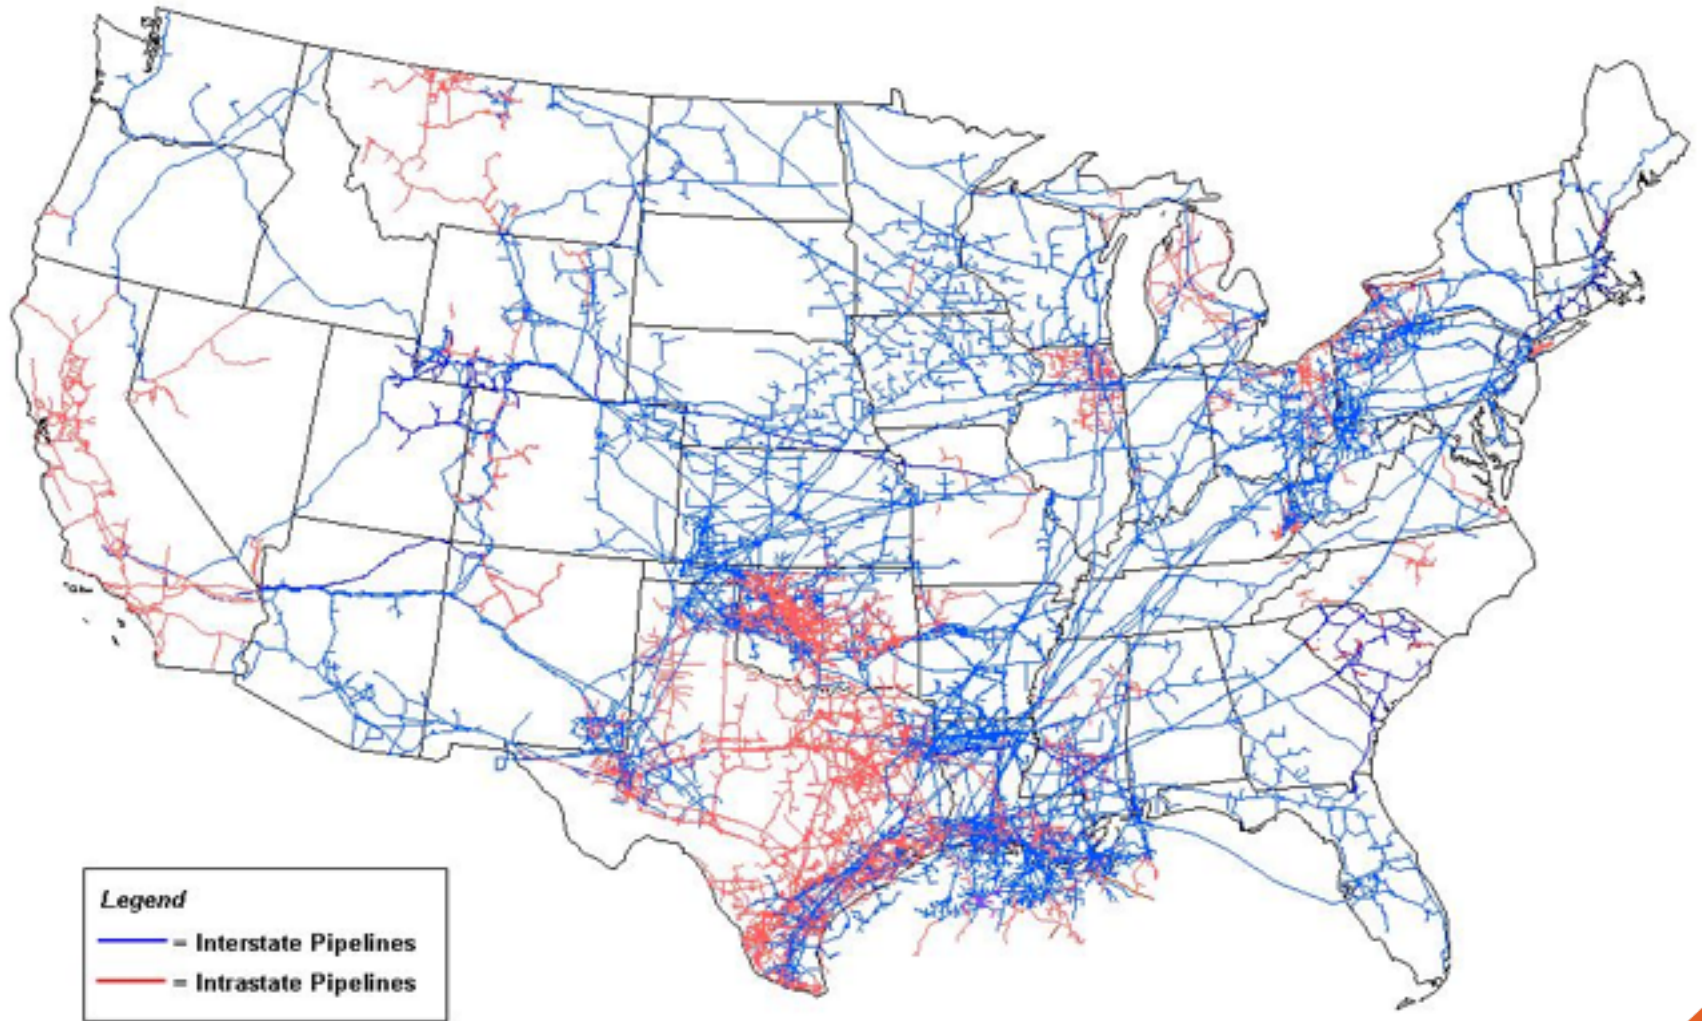 Legend
= Interstate Pipelines
= Intrastate Pipelines